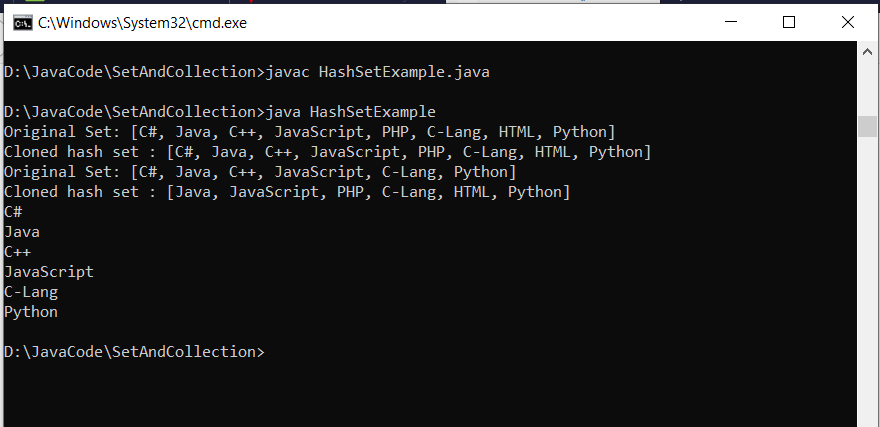 C:\Windows\System32\cmd.exe
D:\JavaCode\SetAndCollection>javac HashSetExample.java
D:\JavaCode\SetAndCollection>java HashSetExample
Original Set: [C#, Java, C++, JavaScript, PHP, C-Lang, HTML, Python]
Cloned hash set : [C#, Java, C++, JavaScript, PHP, C-Lang, HTML, Python]
Original Set: [C#, Java, C++, JavaScript, C-Lang, Python]
Cloned hash set : [Java, JavaScript, PHP, C-Lang, HTML, Python]
C#
Java
C++
JavaScript
C-Lang
Python
D:\JavaCode\SetAndCollection>